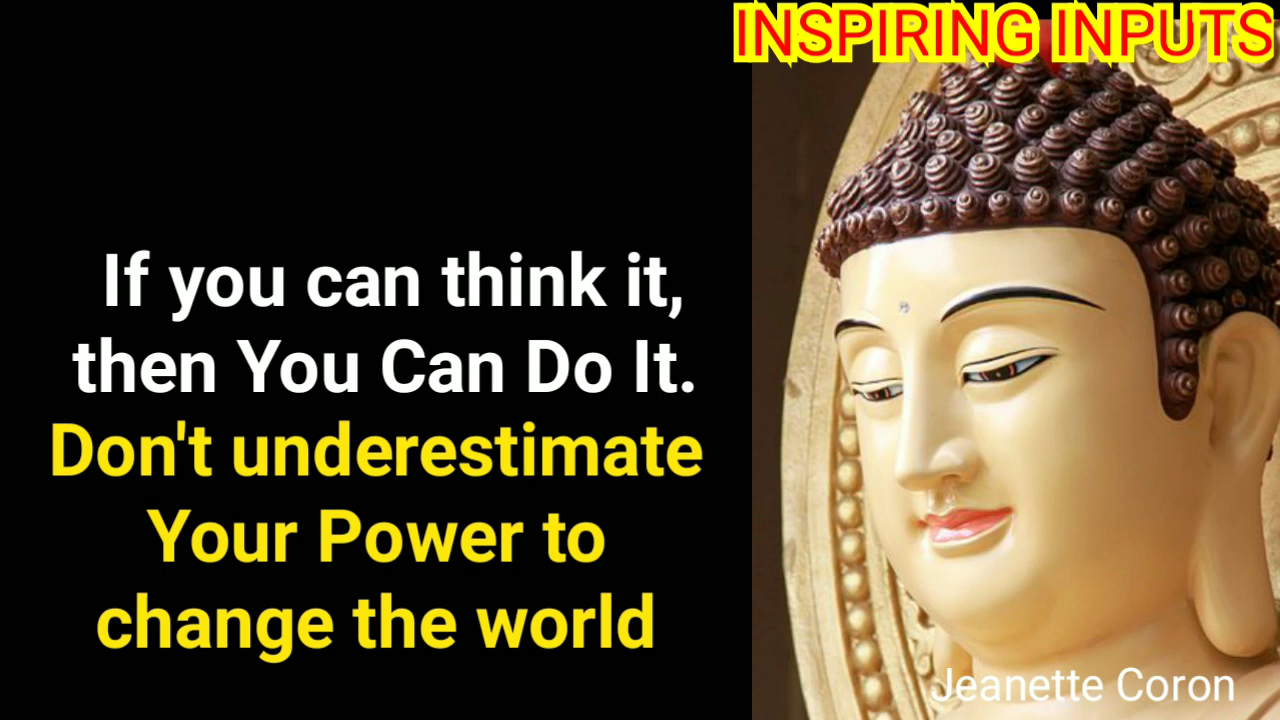 INSPIRING INPUTS
If you can think it,
then You Can Do It.
Don't underestimate
Your Power to
change the world
Jeanette Coron